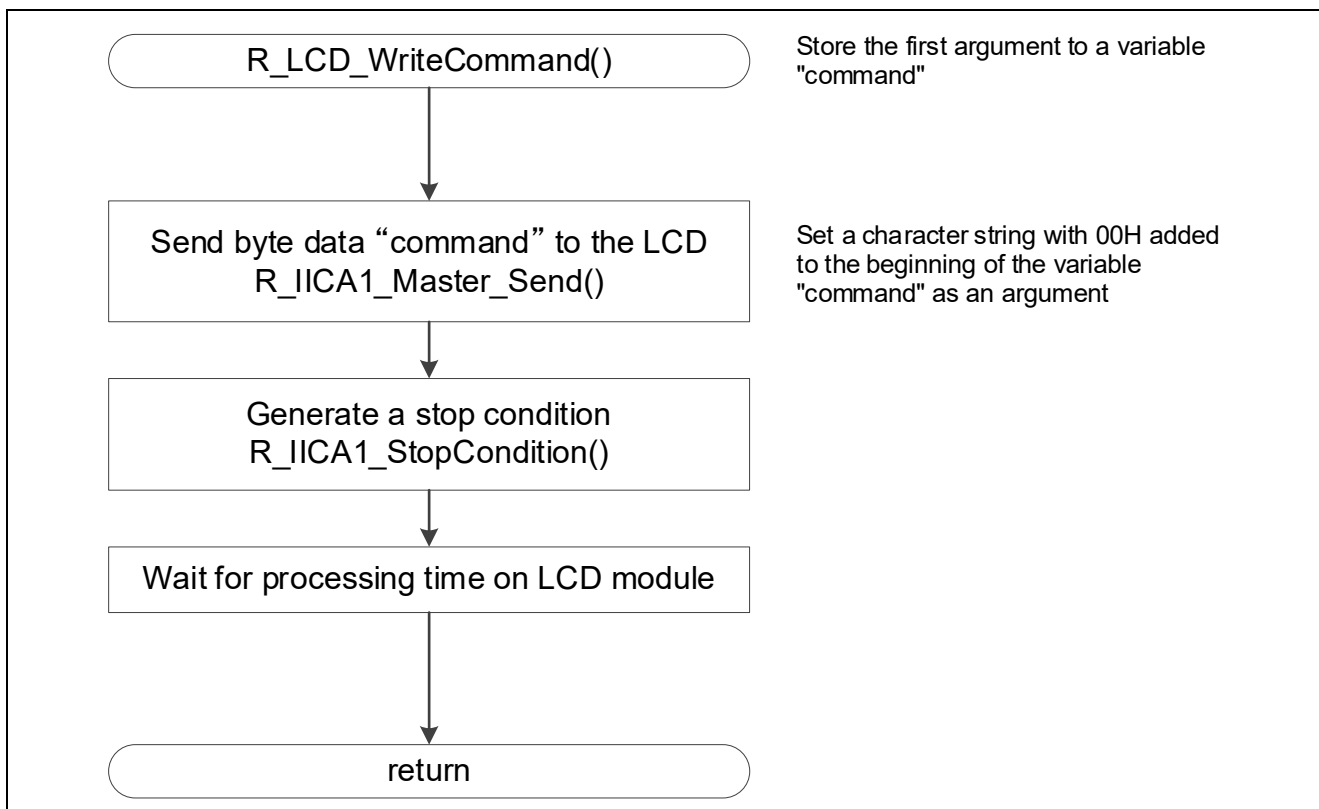 R_LCD_WriteCommand()
Store the first argument to a variable
"command"
Send byte data “command” to the LCD
R_IICA1_Master_Send()
Set a character string with 00H added
to the beginning of the variable
"command" as an argument
Generate a stop condition
R_IICA1_StopCondition()
Wait for processing time on LCD module
return